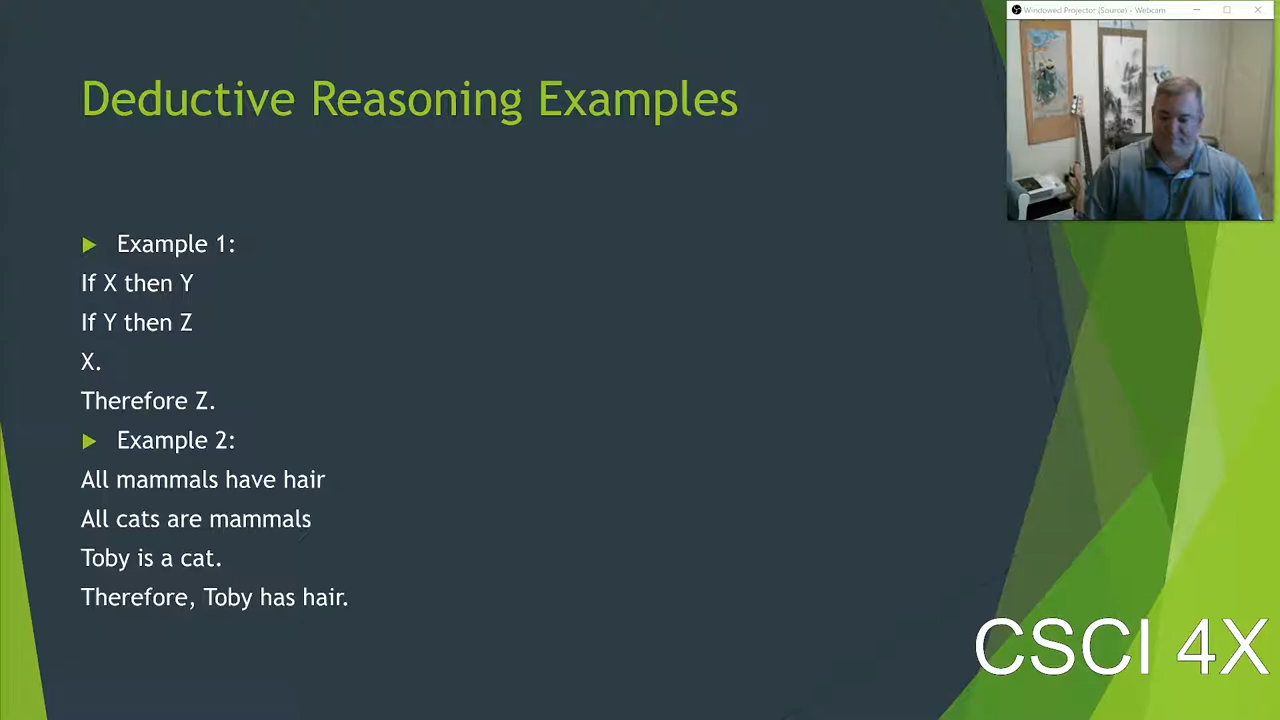 Windowed Projector (Source) - Webcam
Deductive Reasoning Examples
Example 1:
If X then Y
If Y then Z
X.
Therefore Z.
Example 2:
All mammals have hair
All cats are mammals
Toby is a cat.
Therefore, Toby has hair.
CSCI 4X